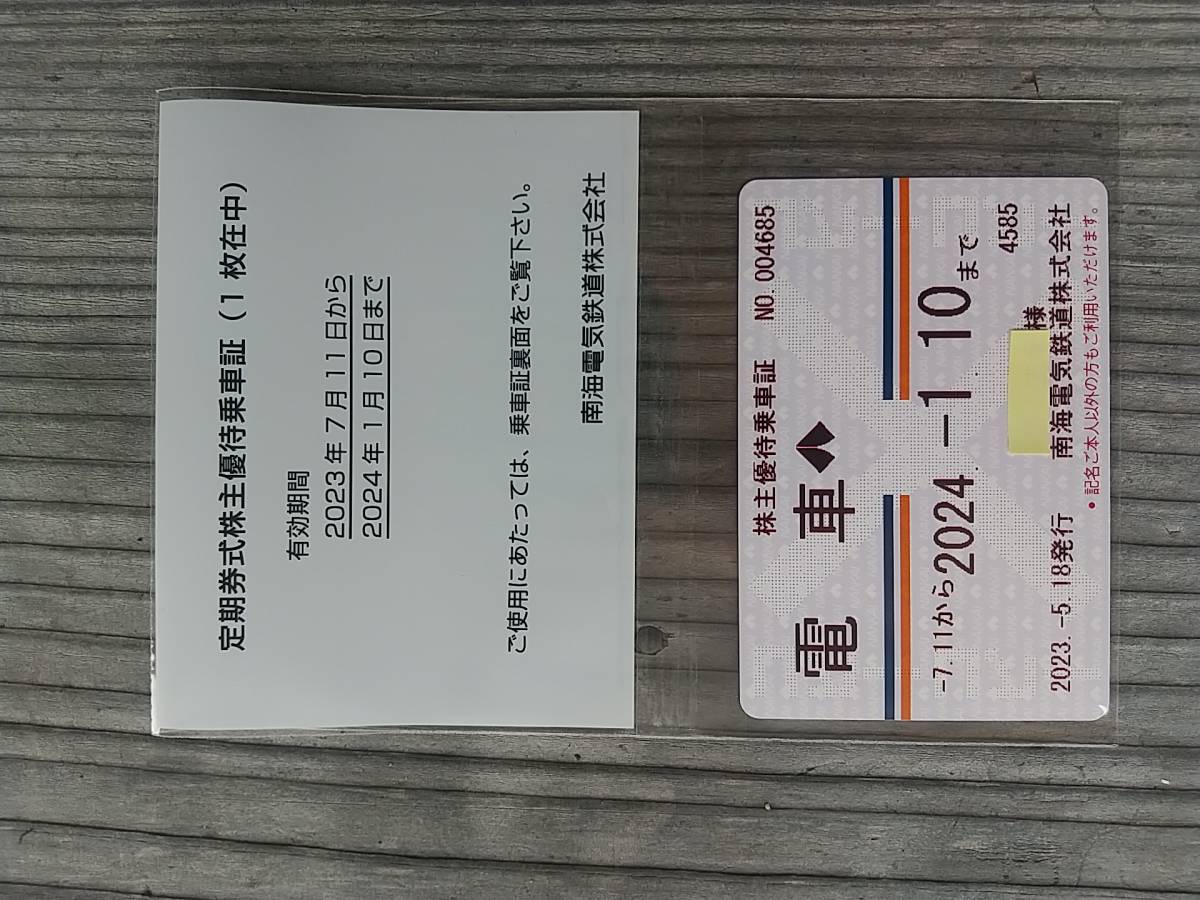 定期券式株主優待乗車証（1枚在中）
有効期間
2023年7月11日から
2024年1月10日まで
ご使用にあたっては、乗車証裏面をご覧下さい。
南海電気鉄道株式会社
株主優待乗車証 NO.004685
電車
-7.11から2024.-1 10まで
様 4585
2023.-5.18発行 南海電気鉄道株式会社
•記名ご本人以外の方もご利用いただけます。